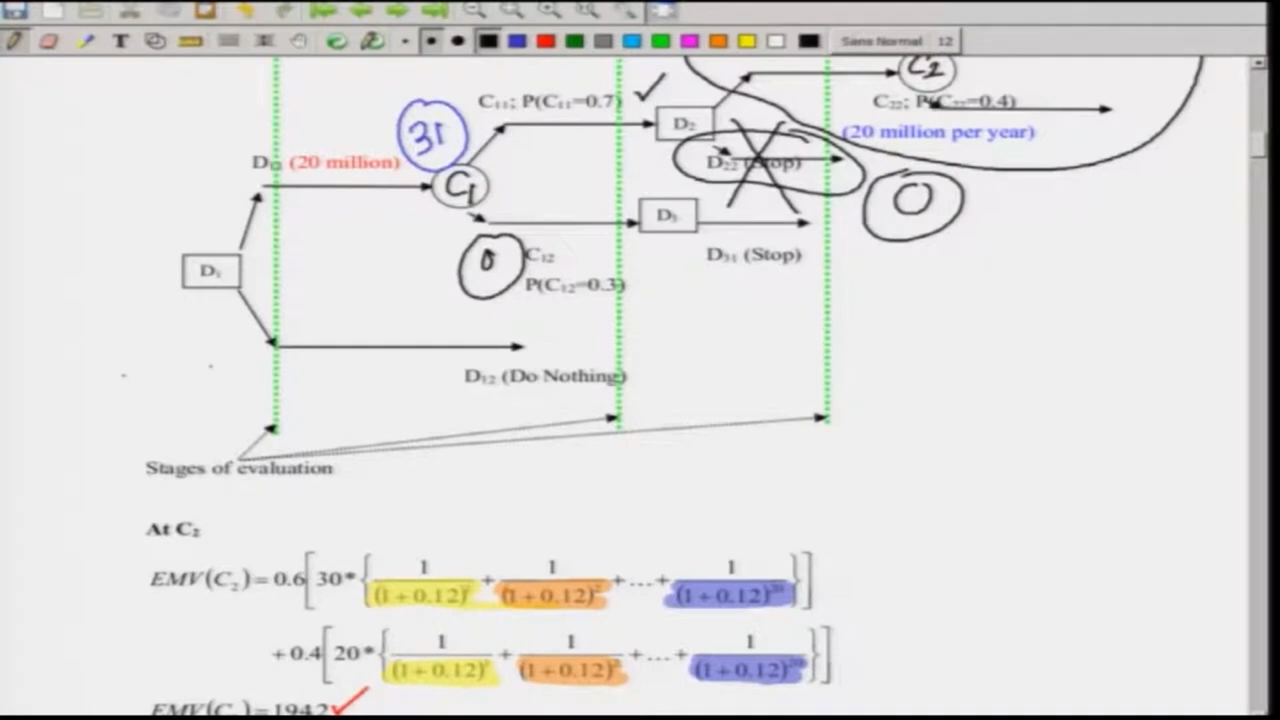 T Sans Normal 12
C2
C₁₁; P(C₁₁=0.7)
C₂₂; P(C₂₂=0.4)
31
D₂
(20 million per year)
D₁₁ (20 million)
D₂₂ (Stop)
C1
0
D₃
0
C₁₂
D₃₁ (Stop)
D₁
P(C₁₂=0.3)
D₁₂ (Do Nothing)
Stages of evaluation
At C₂
EMV(C₂)=0.6[30*{1/(1+0.12)¹+1/(1+0.12)²+...+1/(1+0.12)²⁰}]
+0.4[20*{1/(1+0.12)¹+1/(1+0.12)²+...+1/(1+0.12)²⁰}]
EMV(C₂)=194.2